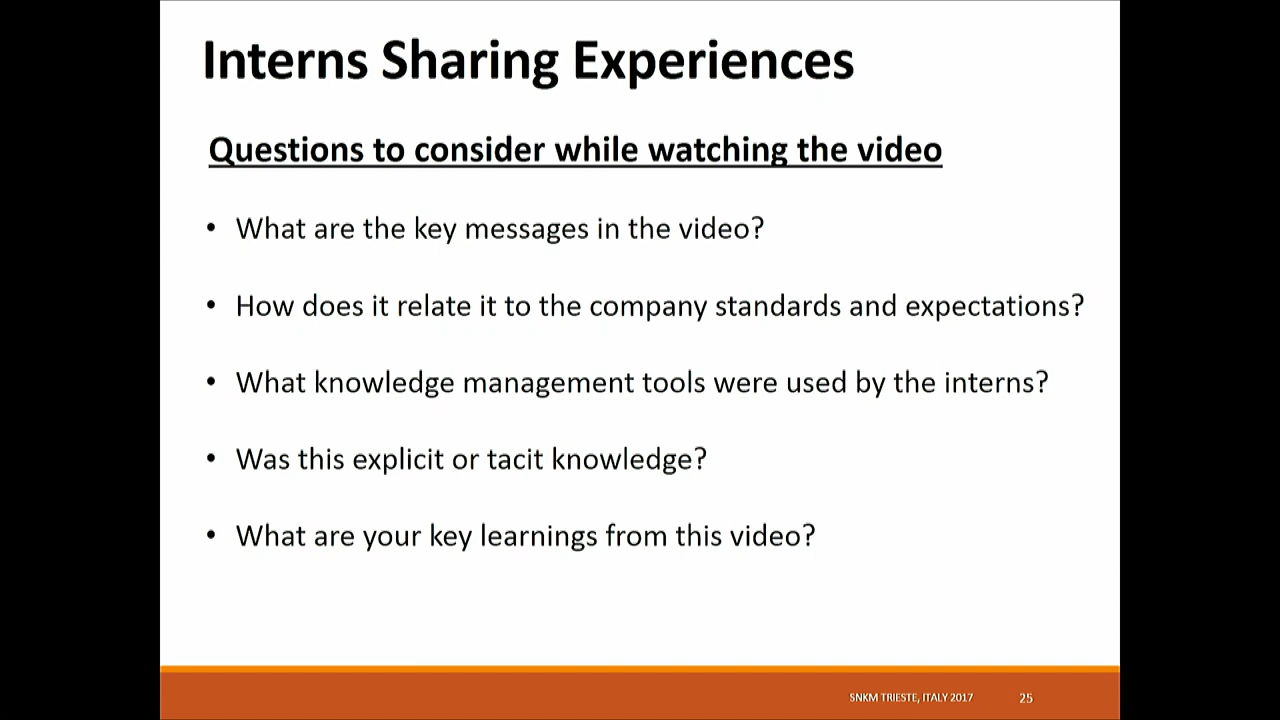 Interns Sharing Experiences
Questions to consider while watching the video
• What are the key messages in the video?
• How does it relate it to the company standards and expectations?
• What knowledge management tools were used by the interns?
• Was this explicit or tacit knowledge?
• What are your key learnings from this video?
SNKM TRIESTE, ITALY 2017 25